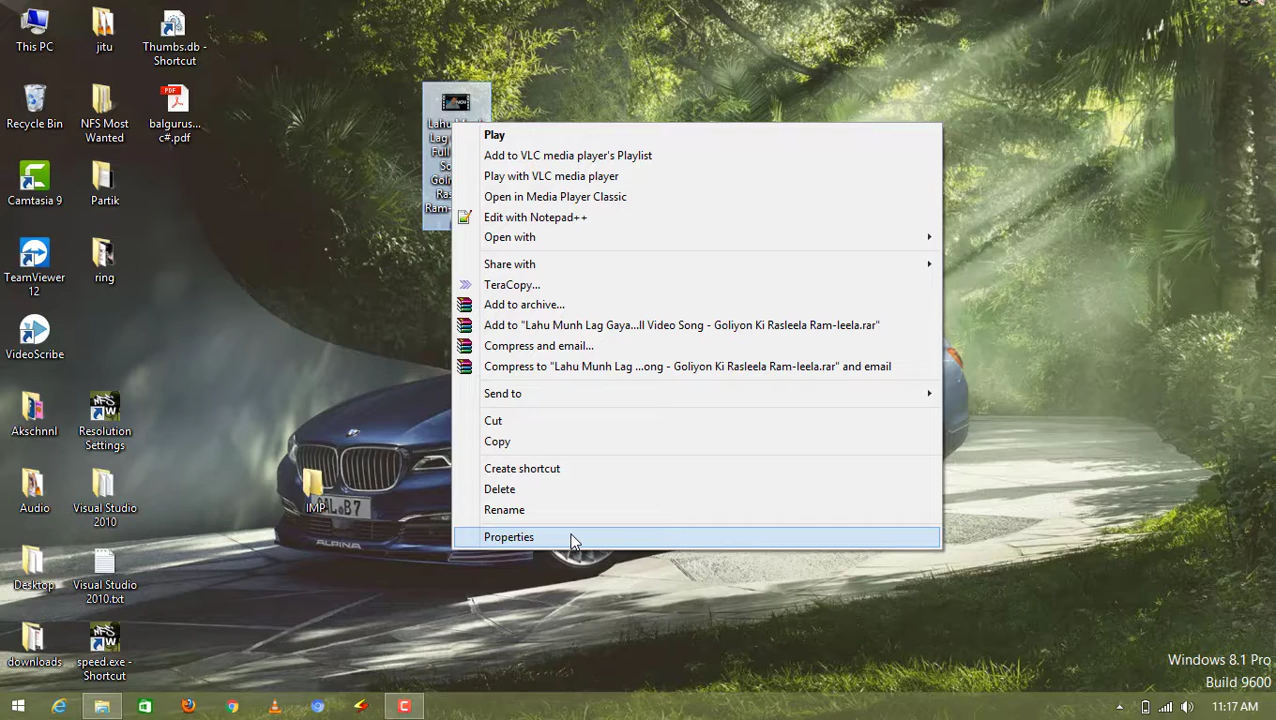 This PC
jitu
Thumbs.db -
Shortcut
Recycle Bin
NFS Most
Wanted
PDF
balgurus...
c#.pdf
Camtasia 9
Partik
TeamViewer
12
ring
VideoScribe
Akschnnl
NFS
Resolution
Settings
Audio
Visual Studio
2010
IMP
Desktop
Visual Studio
2010.txt
downloads
NFS
speed.exe -
Shortcut
Play
Add to VLC media player's Playlist
Play with VLC media player
Open in Media Player Classic
Edit with Notepad++
Open with
Share with
TeraCopy...
Add to archive...
Add to "Lahu Munh Lag Gaya...ll Video Song - Goliyon Ki Rasleela Ram-leela.rar"
Compress and email...
Compress to "Lahu Munh Lag ...ong - Goliyon Ki Rasleela Ram-leela.rar" and email
Send to
Cut
Copy
Create shortcut
Delete
Rename
Properties
ALPINA
Windows 8.1 Pro
Build 9600
11:17 AM